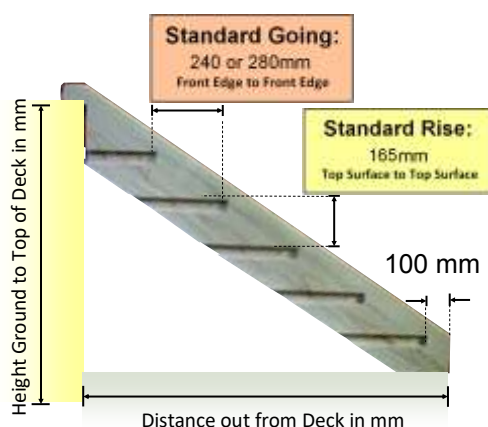 Standard Going:
240 or 280mm
Front Edge to Front Edge
Standard Rise:
165mm
Top Surface to Top Surface
100 mm
Height Ground to Top of Deck in mm
Distance out from Deck in mm